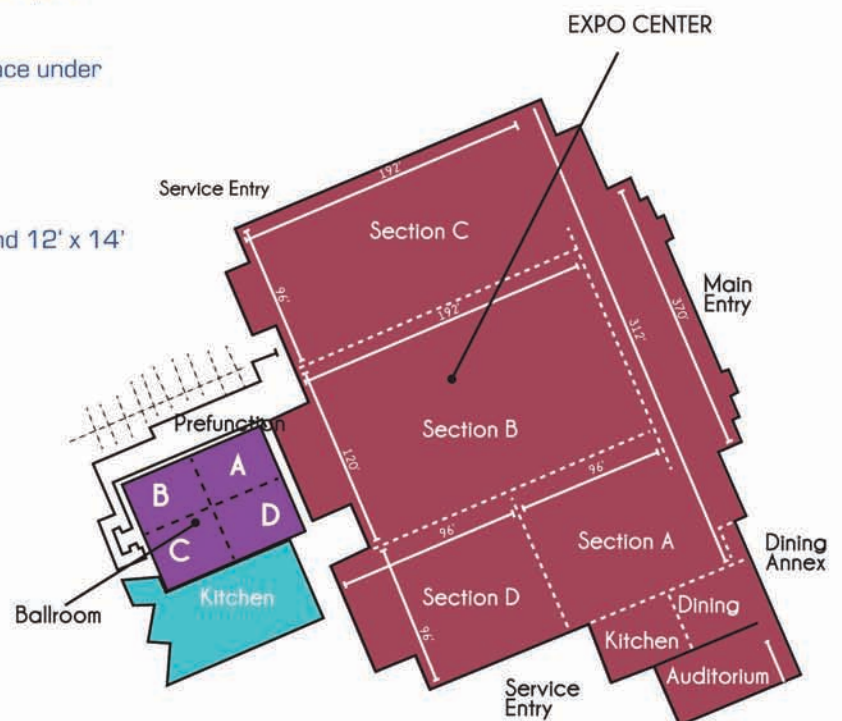 EXPO CENTER
ace under
Service Entry
nd 12' x 14'
192'
Section C
96'
192'
Main
Entry
370'
312'
Prefunction
Section B
120'
96'
A
B
D
C
96'
Section A
Dining
Annex
Section D
Kitchen
Ballroom
96'
Dining
Kitchen
Auditorium
Service
Entry